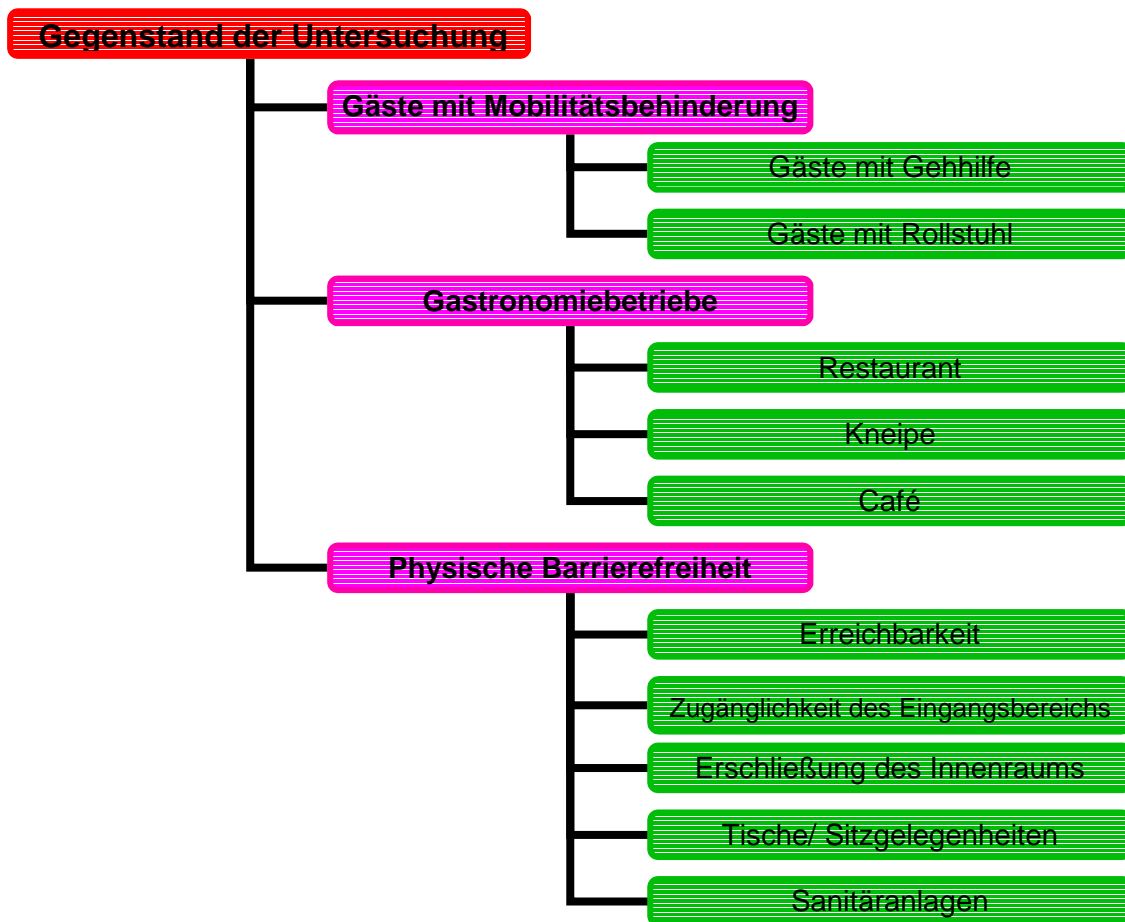 Gegenstand der Untersuchung
Gäste mit Mobilitätsbehinderung
Gäste mit Gehhilfe
Gäste mit Rollstuhl
Gastronomiebetriebe
Restaurant
Kneipe
Café
Physische Barrierefreiheit
Erreichbarkeit
Zugänglichkeit des Eingangsbereichs
Erschließung des Innenraums
Tische/ Sitzgelegenheiten
Sanitäranlagen